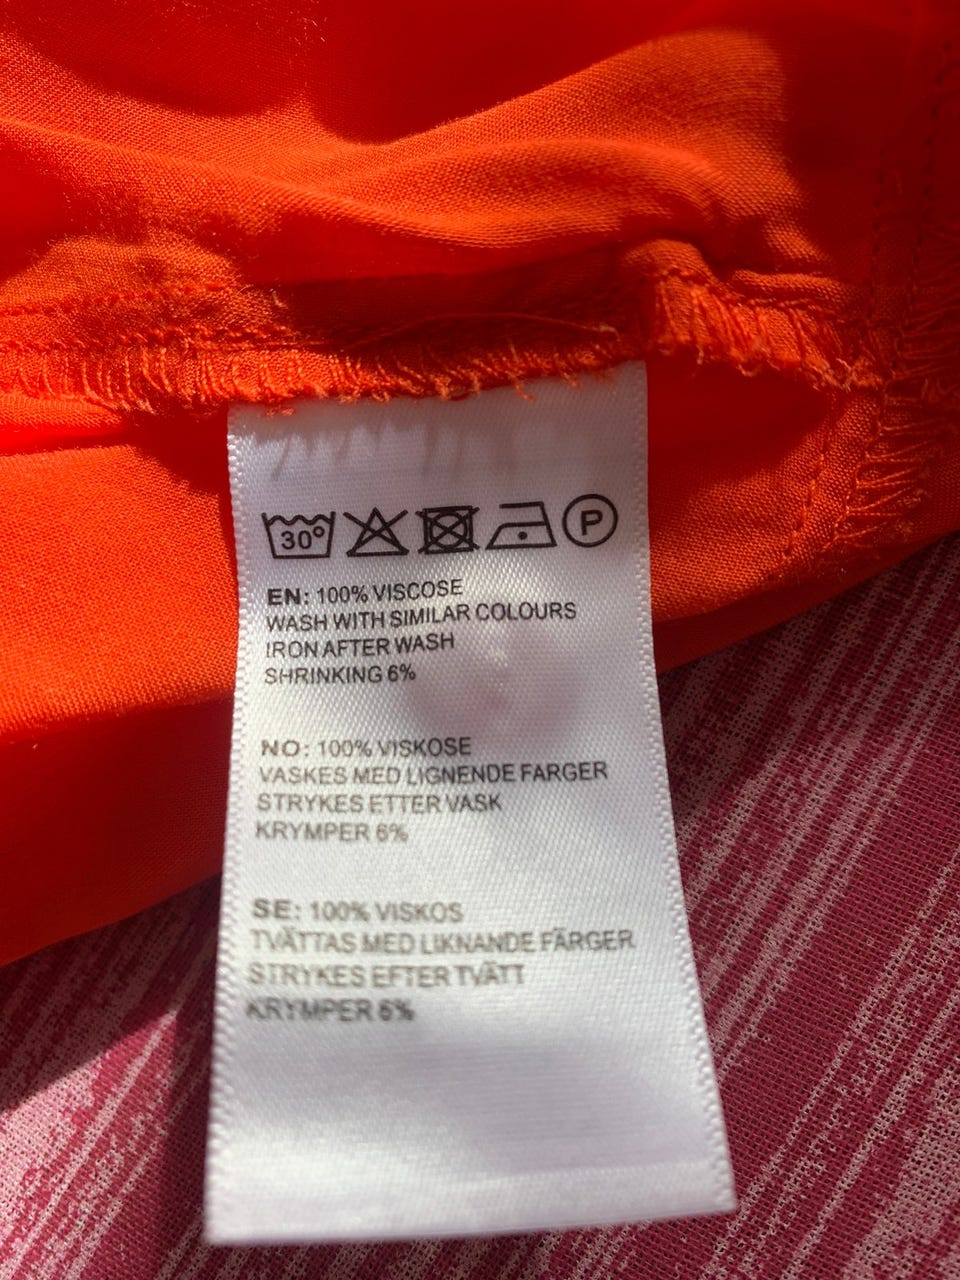 30°
P
EN: 100% VISCOSE
WASH WITH SIMILAR COLOURS
IRON AFTER WASH
SHRINKING 6%
NO: 100% VISKOSE
VASKES MED LIGNENDE FARGER
STRYKES ETTER VASK
KRYMPER 6%
SE: 100% VISKOS
TVÄTTAS MED LIKNANDE FÄRGER
STRYKES EFTER TVÄTT
KRYMPER 6%